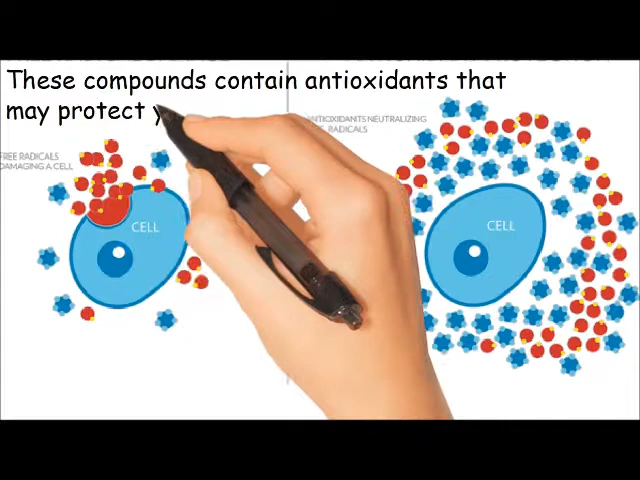 These compounds contain antioxidants that
may protect y
FREE RADICALS
DAMAGING A CELL
ANTIOXIDANTS NEUTRALIZING
RADICALS
CELL
CELL